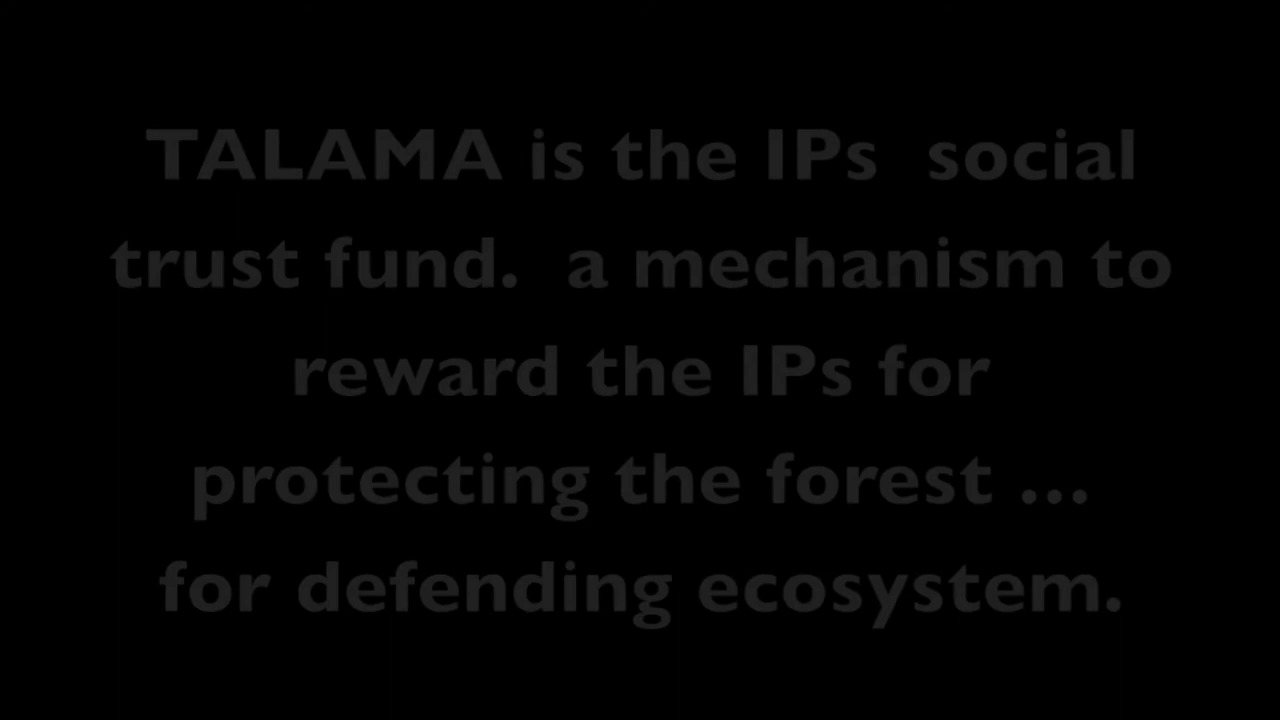 TALAMA is the IPs  social
trust fund.  a mechanism to
reward the IPs for
protecting the forest ...
for defending ecosystem.